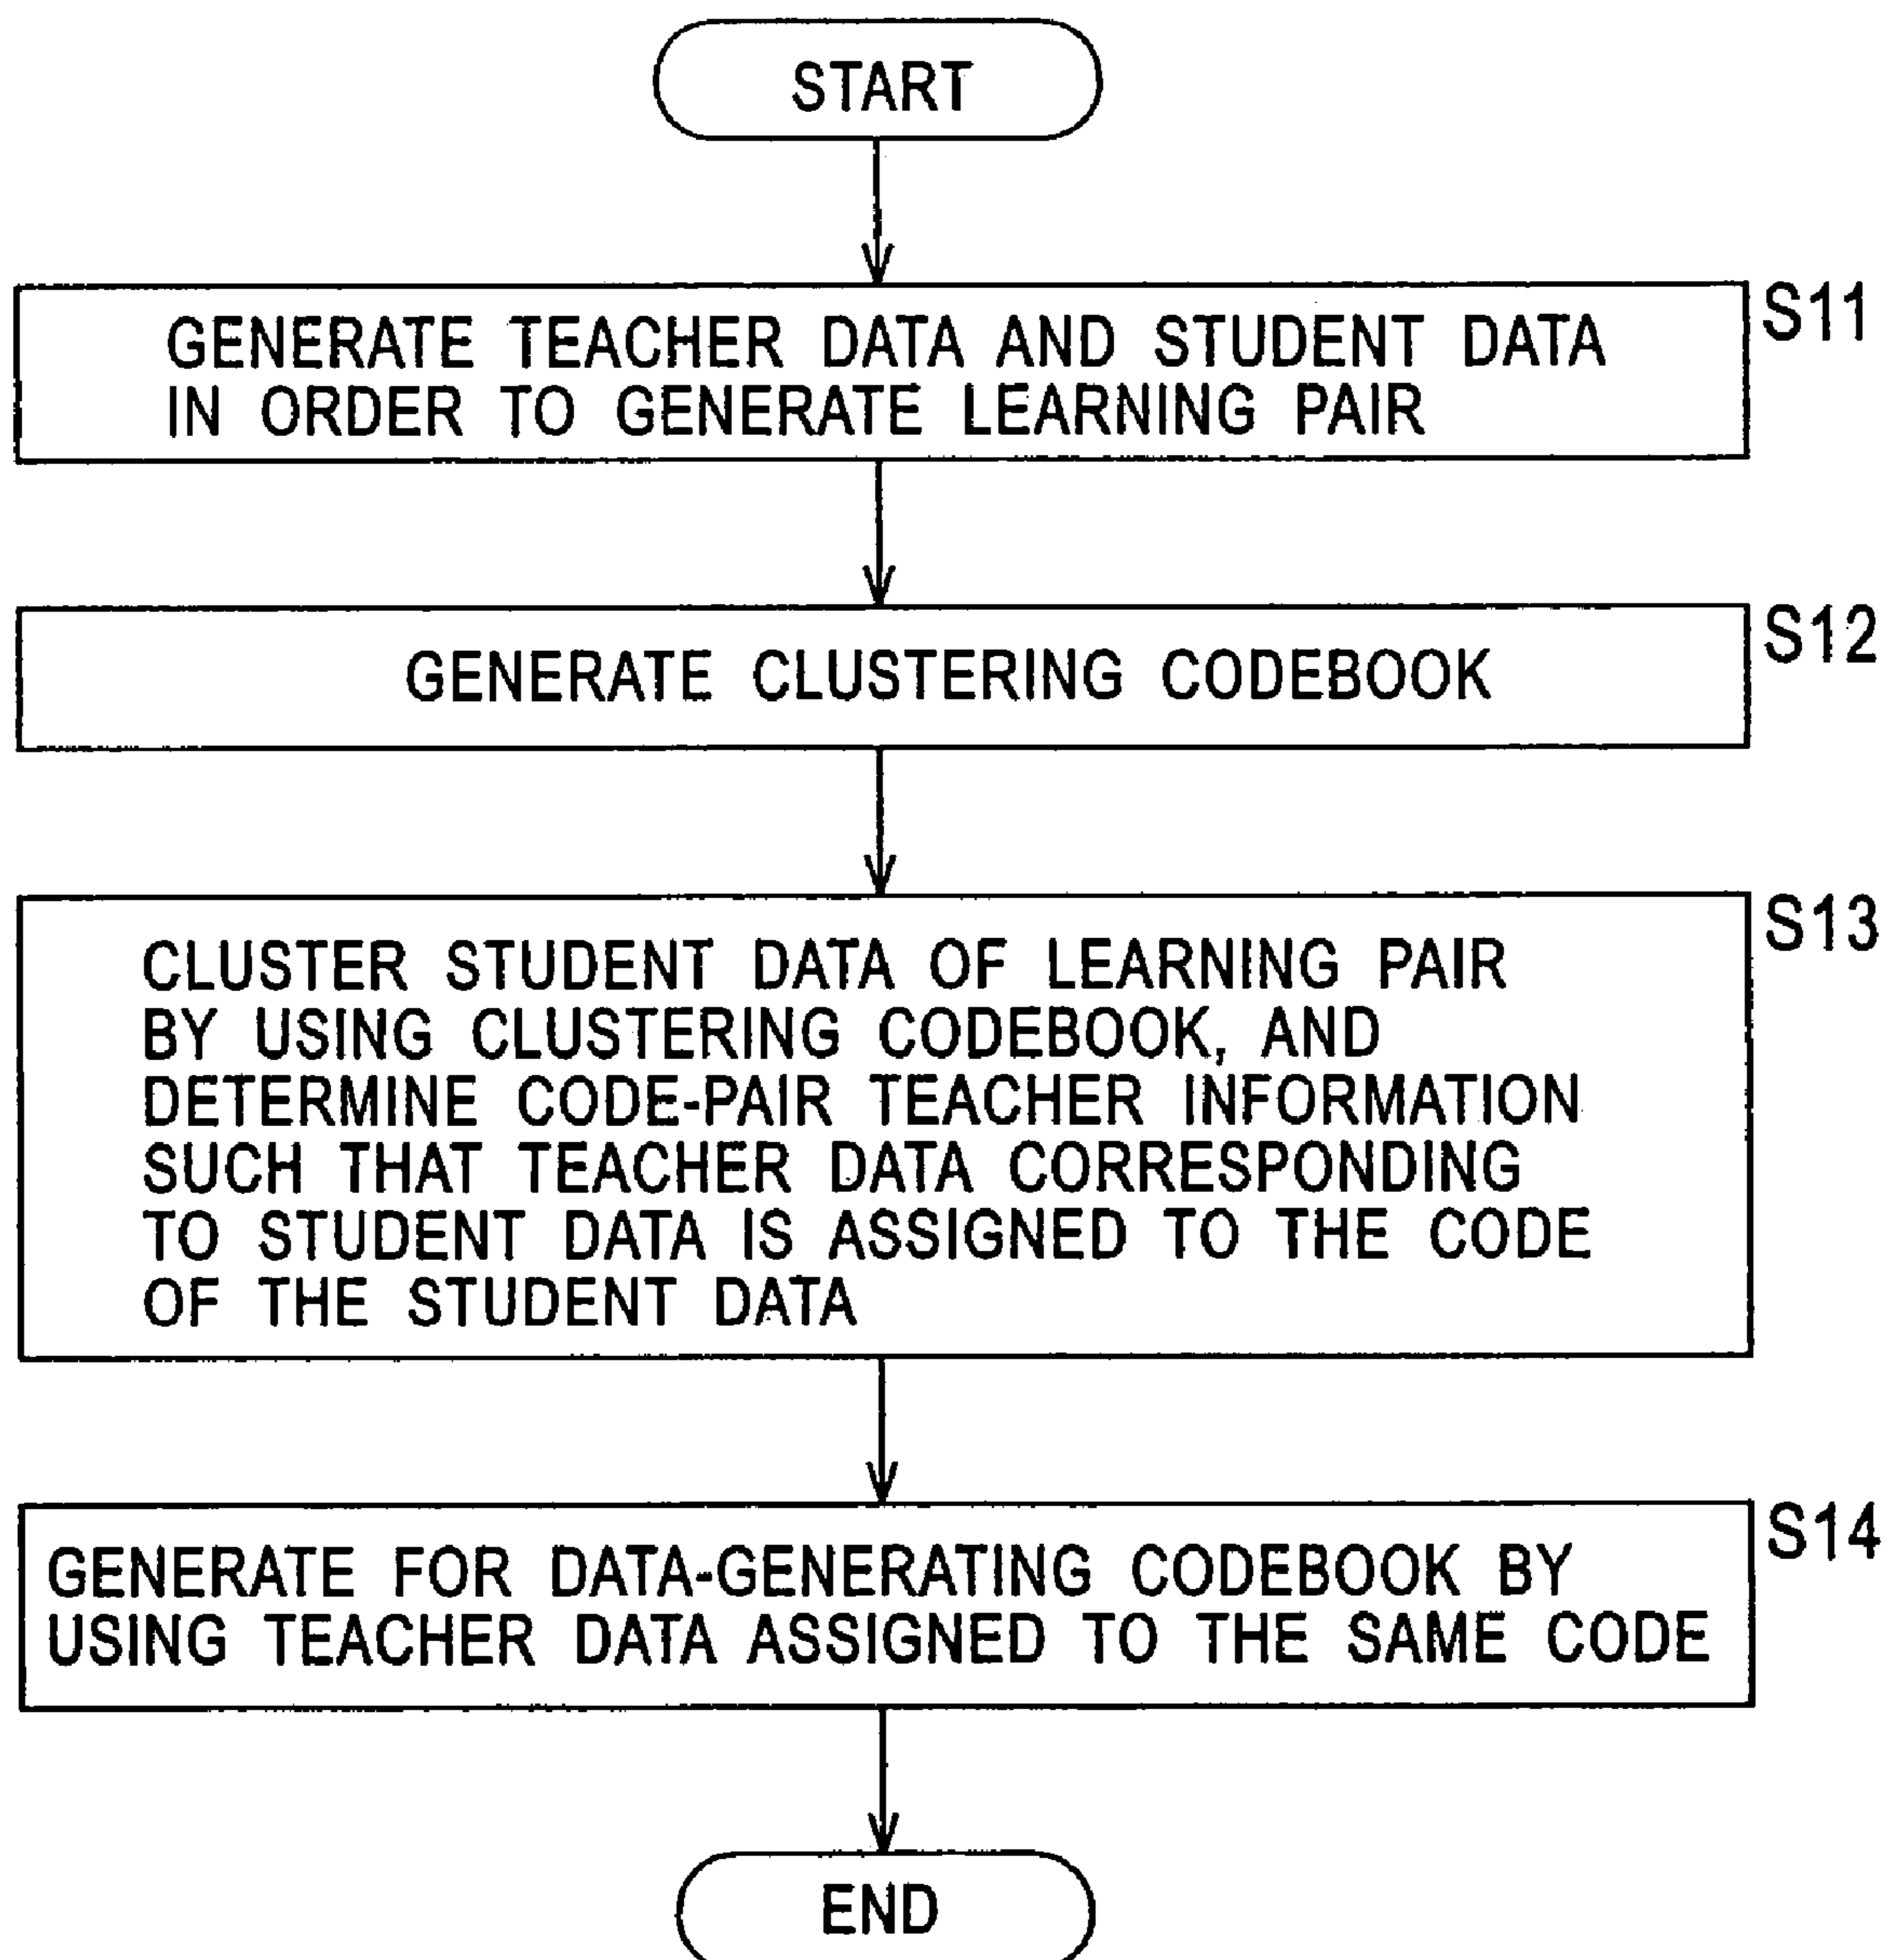 START
S11
GENERATE TEACHER DATA AND STUDENT DATA
IN ORDER TO GENERATE LEARNING PAIR
S12
GENERATE CLUSTERING CODEBOOK
S13
CLUSTER STUDENT DATA OF LEARNING PAIR
BY USING CLUSTERING CODEBOOK, AND
DETERMINE CODE-PAIR TEACHER INFORMATION
SUCH THAT TEACHER DATA CORRESPONDING
TO STUDENT DATA IS ASSIGNED TO THE CODE
OF THE STUDENT DATA
S14
GENERATE FOR DATA-GENERATING CODEBOOK BY
USING TEACHER DATA ASSIGNED TO THE SAME CODE
END